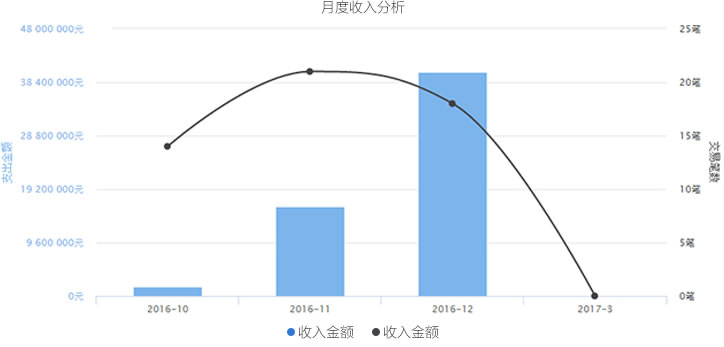 月度收入分析
48 000 000元
38 400 000元
28 800 000元
19 200 000元
9 600 000元
0元
支出金额
25笔
20笔
15笔
10笔
5笔
0笔
交易笔数
2016-10
2016-11
2016-12
2017-3
收入金额
收入金额